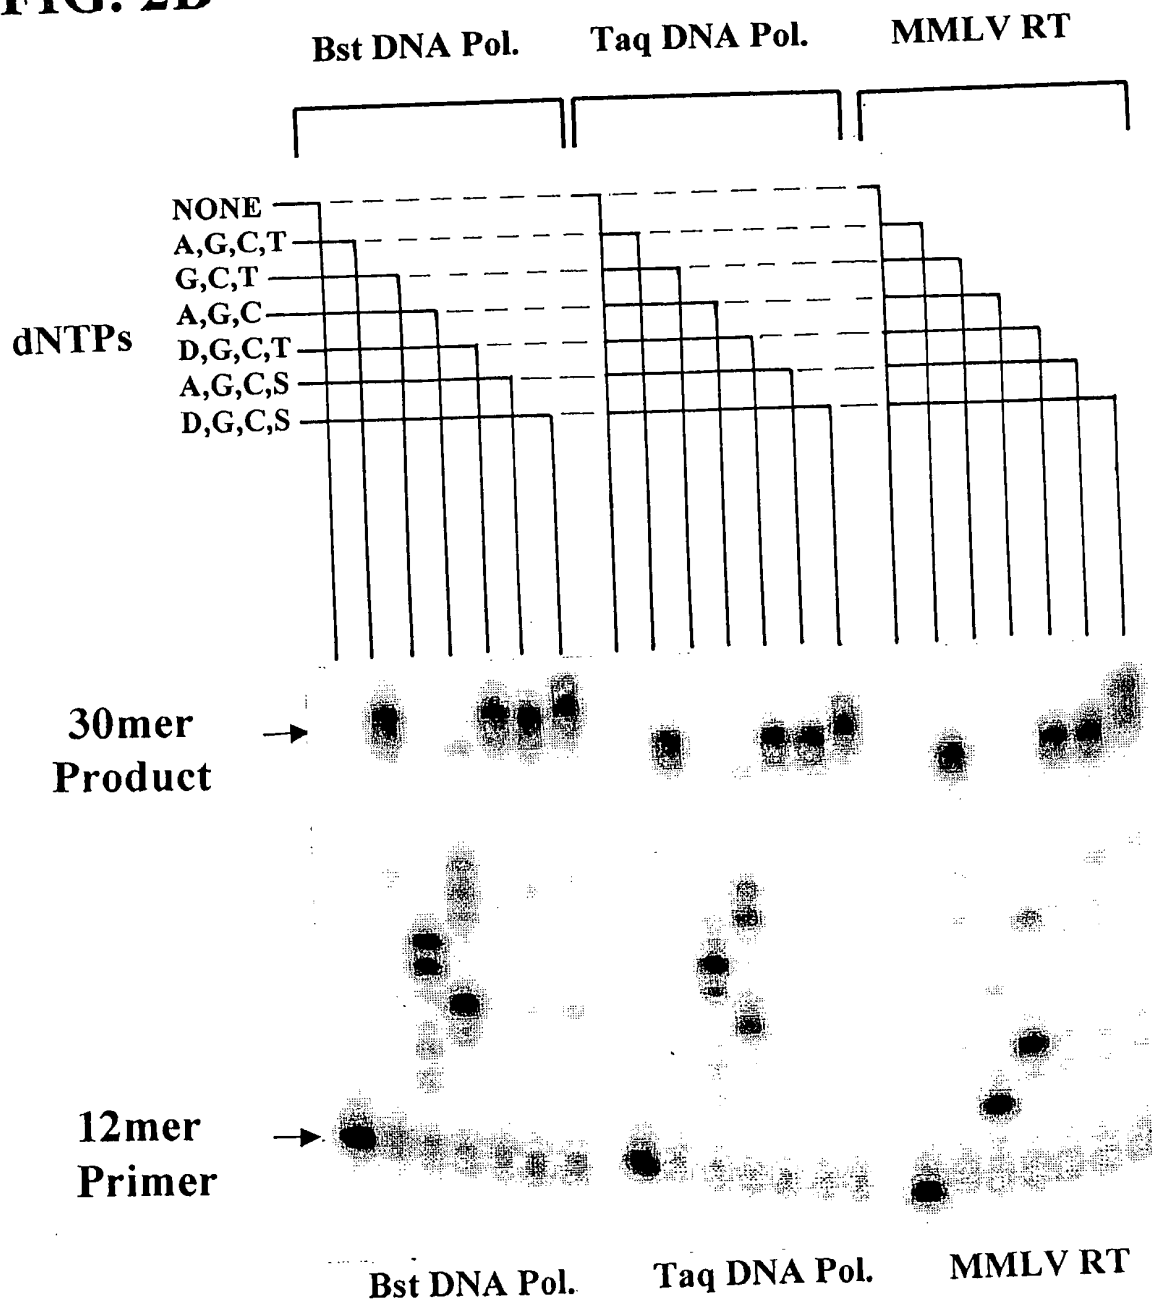 FIG. 2B
Bst DNA Pol. Taq DNA Pol. MMLV RT
NONE
A,G,C,T
G,C,T
A,G,C
dNTPs
D,G,C,T
A,G,C,S
D,G,C,S
30mer
Product
12mer
Primer
Bst DNA Pol. Taq DNA Pol. MMLV RT